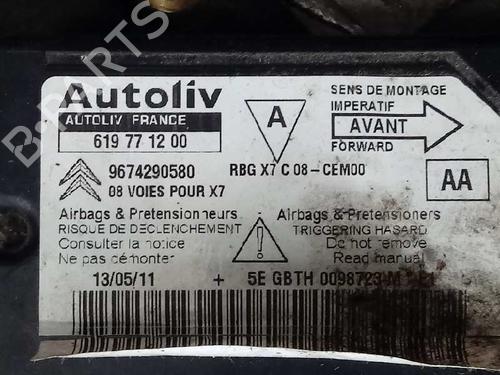 Autoliv
AUTOLIV FRANCE
619 77 12 00
9674290580
08 VOIES POUR X7
A
RBG X7 C 08-CEM00
SENS DE MONTAGE
IMPERATIF
AVANT
FORWARD
AA
Airbags & Pretensionneurs
RISQUE DE DECLENCHEMENT
Consulter la notice
Ne pas démonter
!
Airbags & Pretensioners
TRIGGERING HASARD
Do not remove
Read manual
13/05/11 + 5E GBTH 0098723
B-PARTS